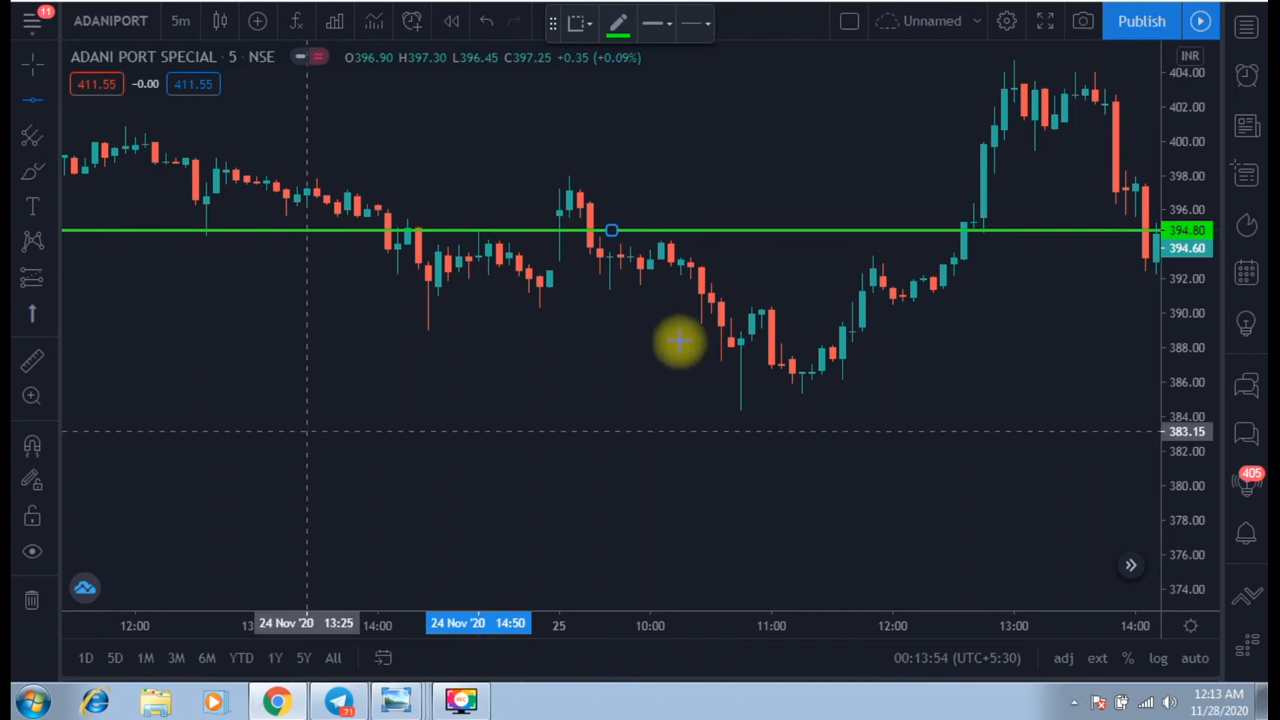 11
ADANIPORT
5m
Unnamed
Publish
ADANI PORT SPECIAL · 5 · NSE
O396.90 H397.30 L396.45 C397.25 +0.35 (+0.09%)
INR
411.55
-0.00
411.55
404.00
402.00
400.00
398.00
396.00
394.80
394.60
392.00
390.00
388.00
386.00
384.00
383.15
382.00
380.00
378.00
376.00
374.00
405
12:00
13
24 Nov '20 13:25
14:00
24 Nov '20 14:50
25
10:00
11:00
12:00
13:00
14:00
1D 5D 1M 3M 6M YTD 1Y 5Y All
00:13:54 (UTC+5:30)
adj ext % log auto
21
REC
12:13 AM
11/28/2020